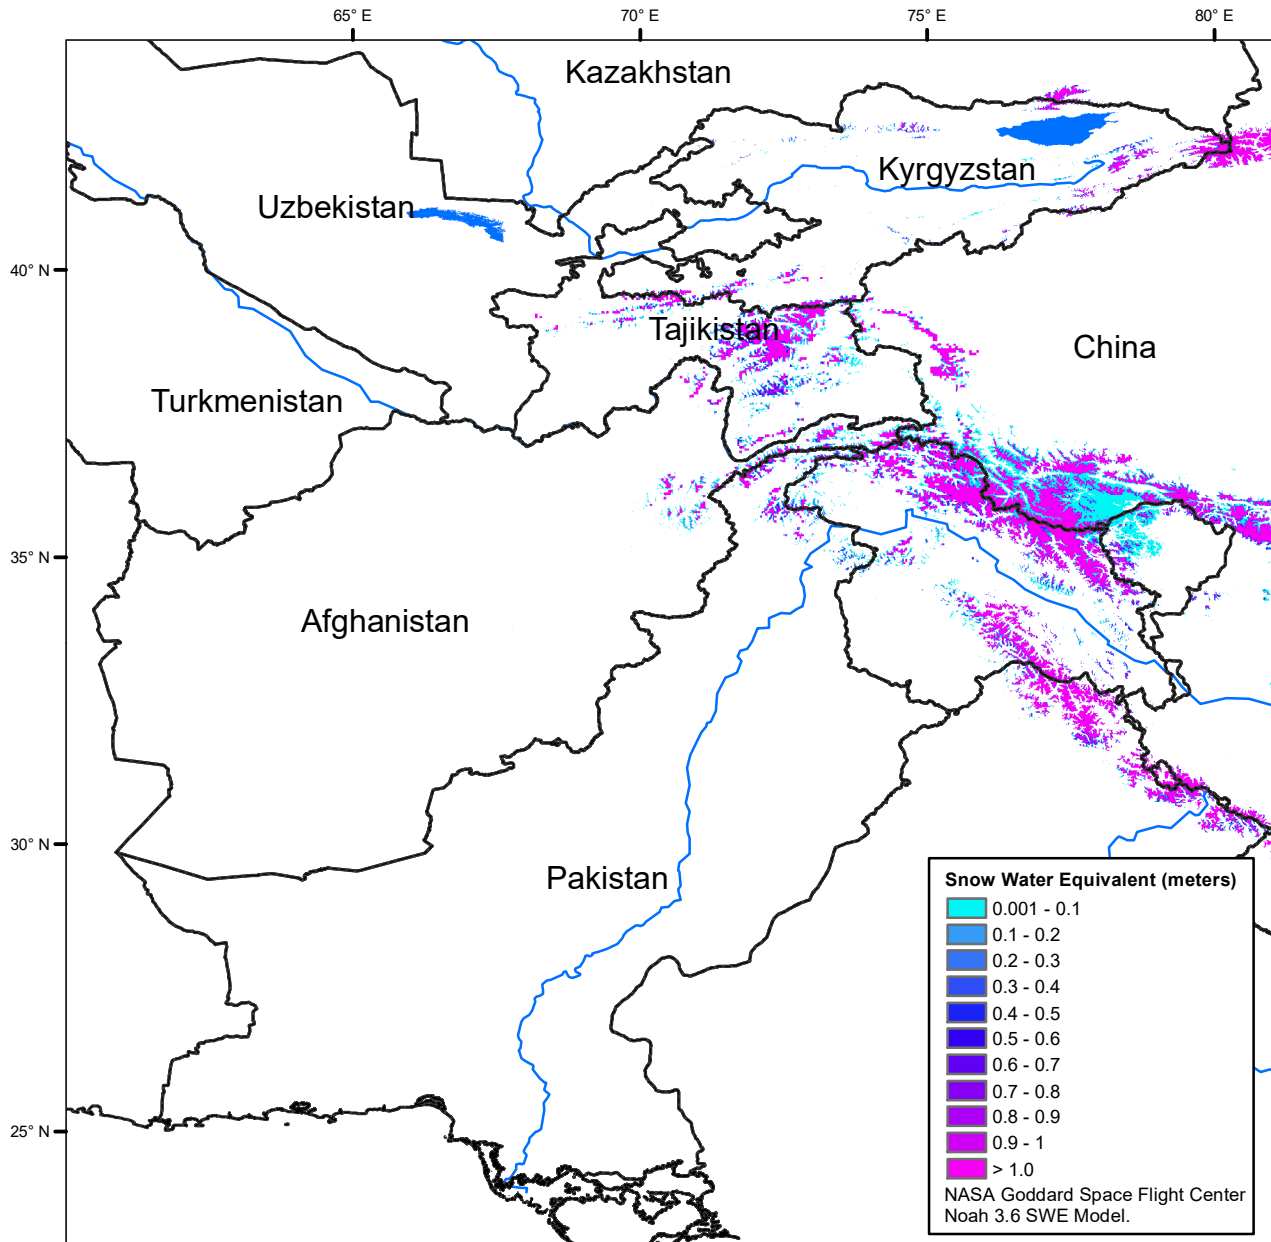 65° E
70° E
75° E
80° E
Kazakhstan
Kyrgyzstan
Uzbekistan
40° N
Tajikistan
China
Turkmenistan
35° N
Afghanistan
30° N
Pakistan
25° N
Snow Water Equivalent (meters)
0.001 - 0.1
0.1 - 0.2
0.2 - 0.3
0.3 - 0.4
0.4 - 0.5
0.5 - 0.6
0.6 - 0.7
0.7 - 0.8
0.8 - 0.9
0.9 - 1
> 1.0
NASA Goddard Space Flight Center
Noah 3.6 SWE Model.